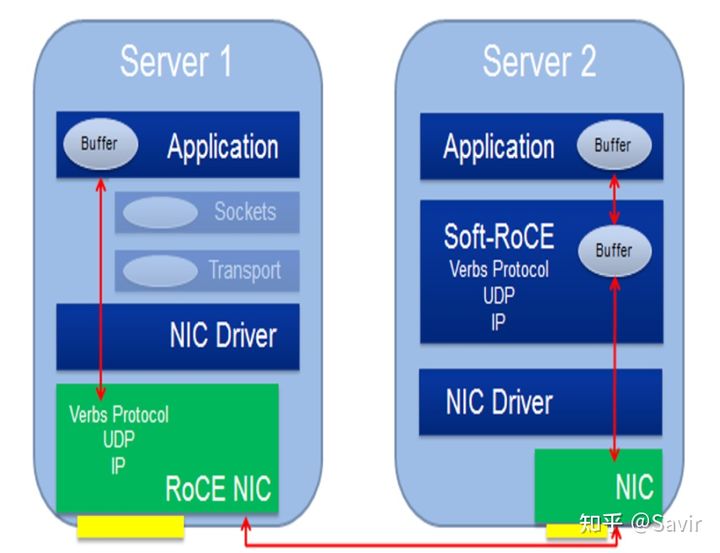 Server 1
Buffer
Application
Sockets
Transport
NIC Driver
Verbs Protocol
UDP
IP
RoCE NIC
Server 2
Application
Buffer
Soft-RoCE
Buffer
Verbs Protocol
UDP
IP
NIC Driver
NIC
知乎 @Savir